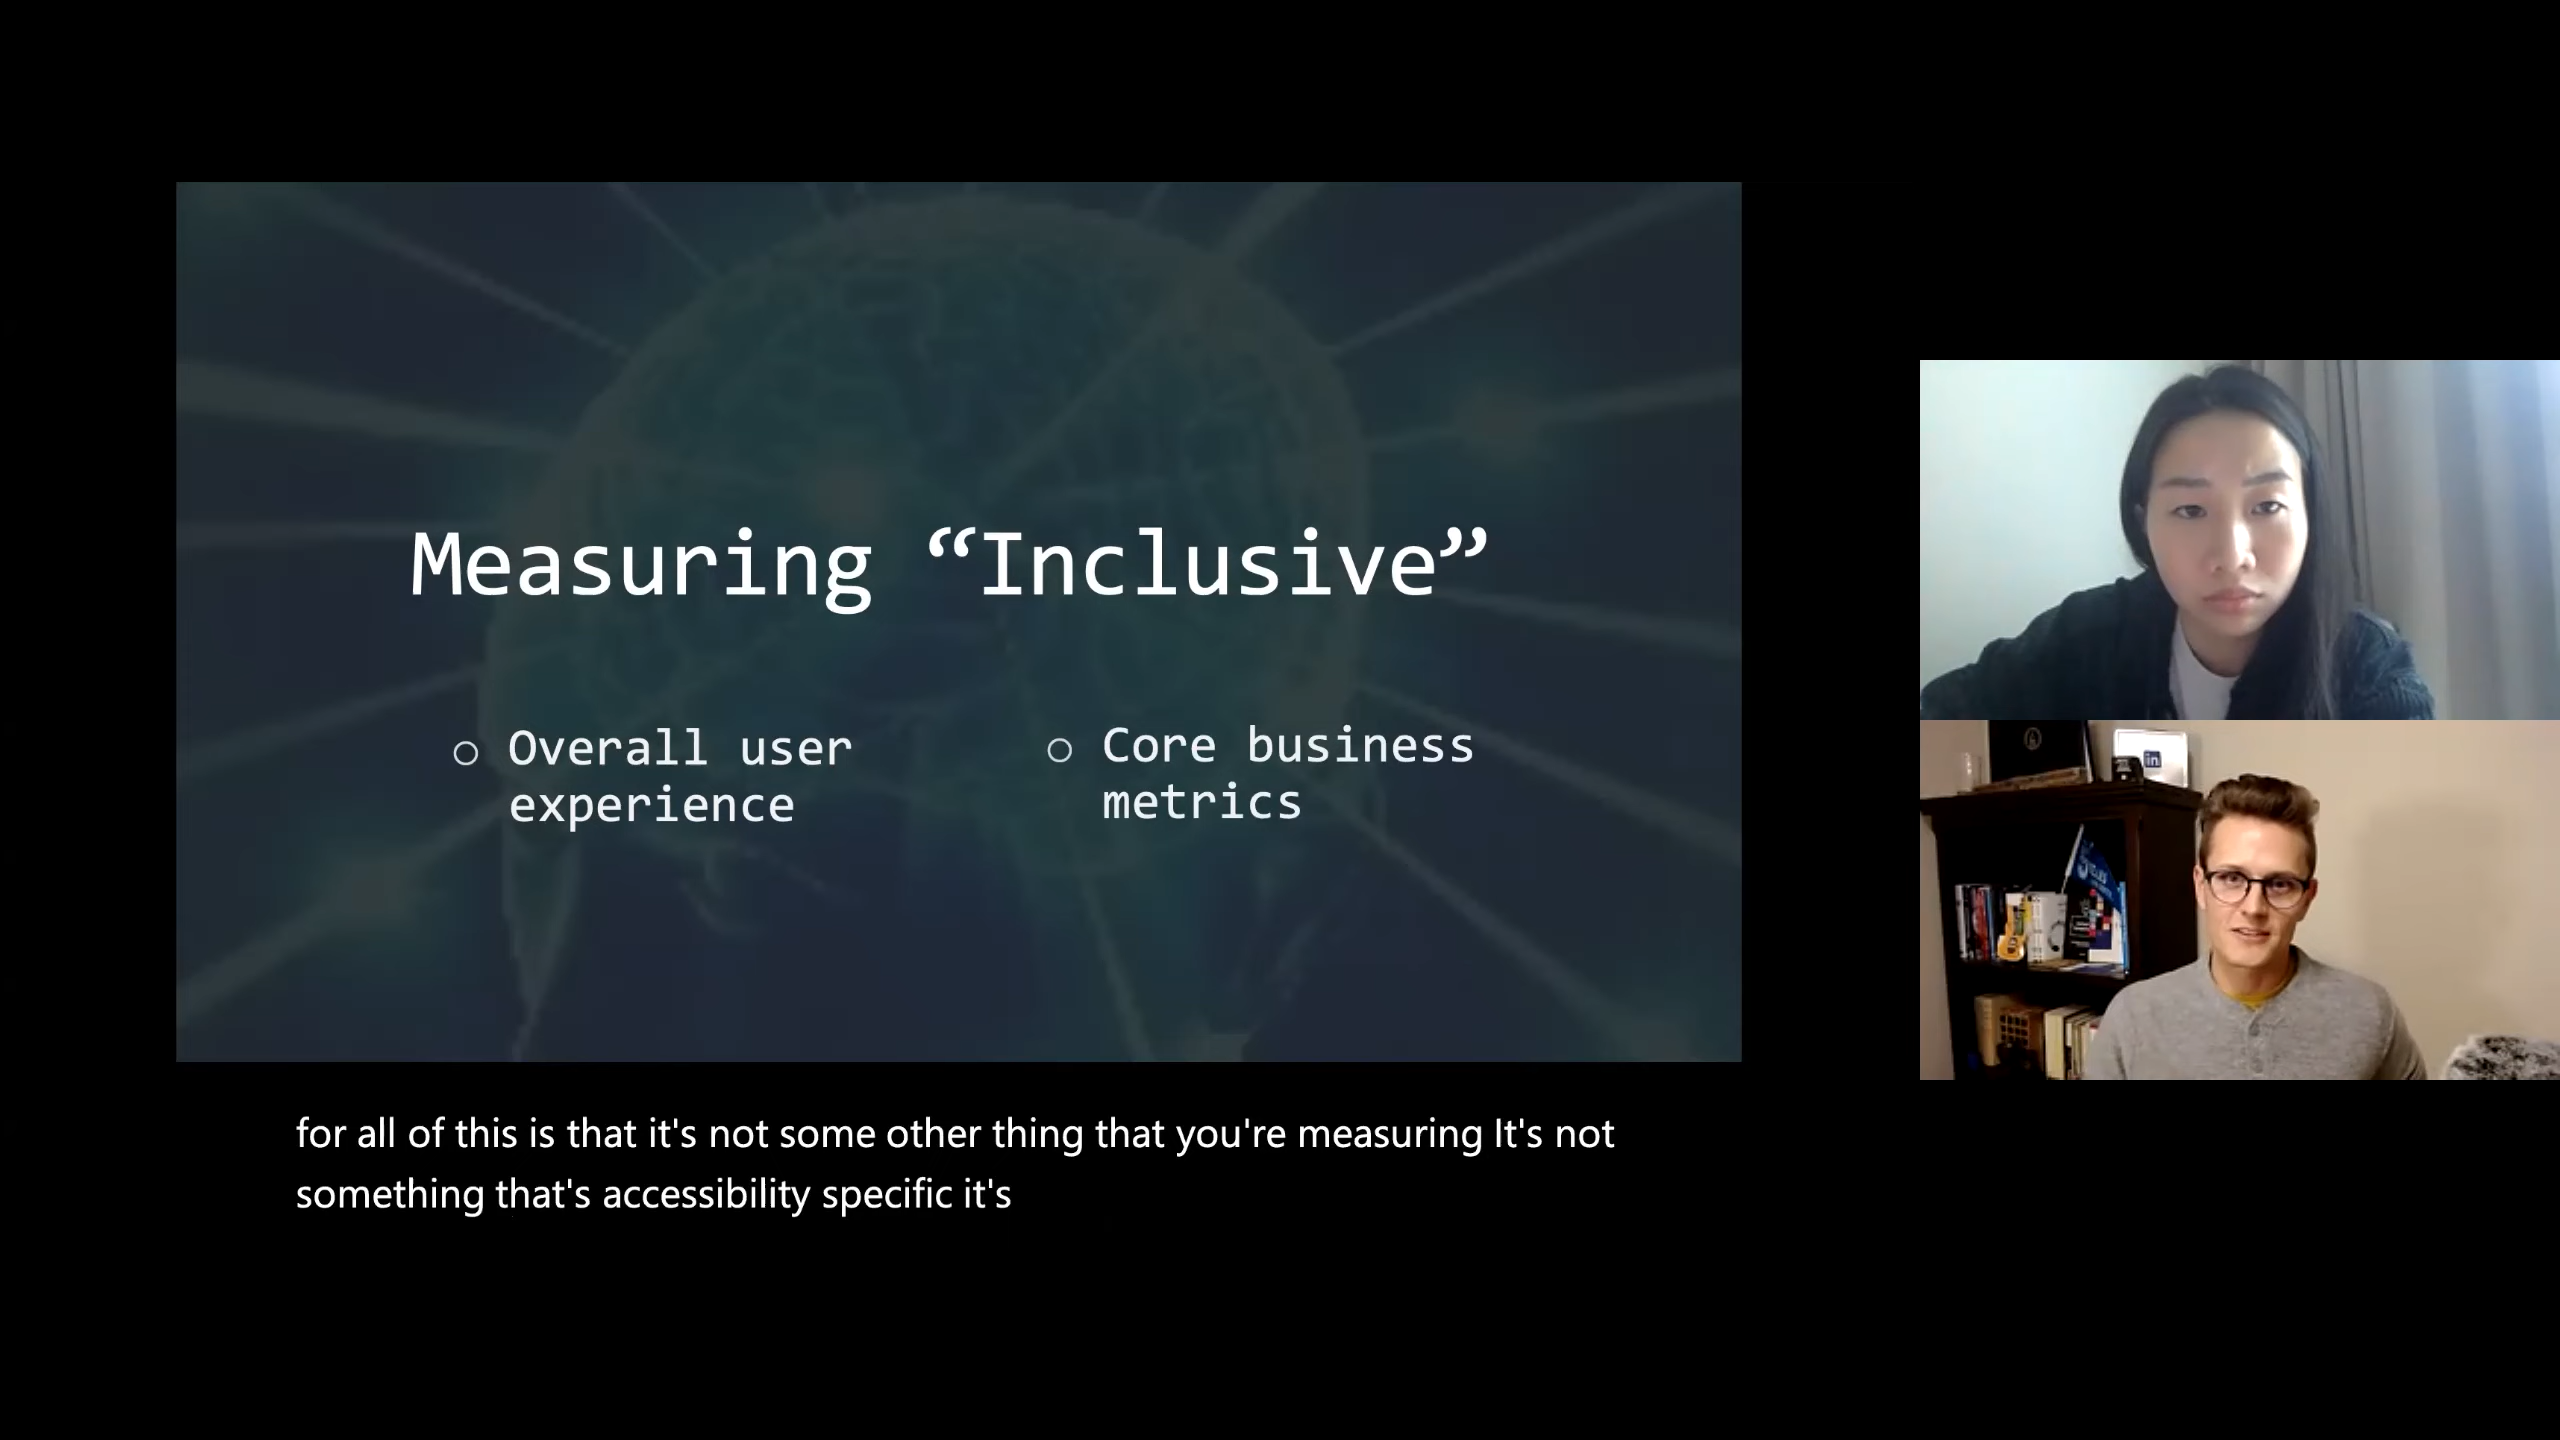 Measuring “Inclusive”
○ Overall user
experience
○ Core business
metrics
in
for all of this is that it's not some other thing that you're measuring It's not
something that's accessibility specific it's